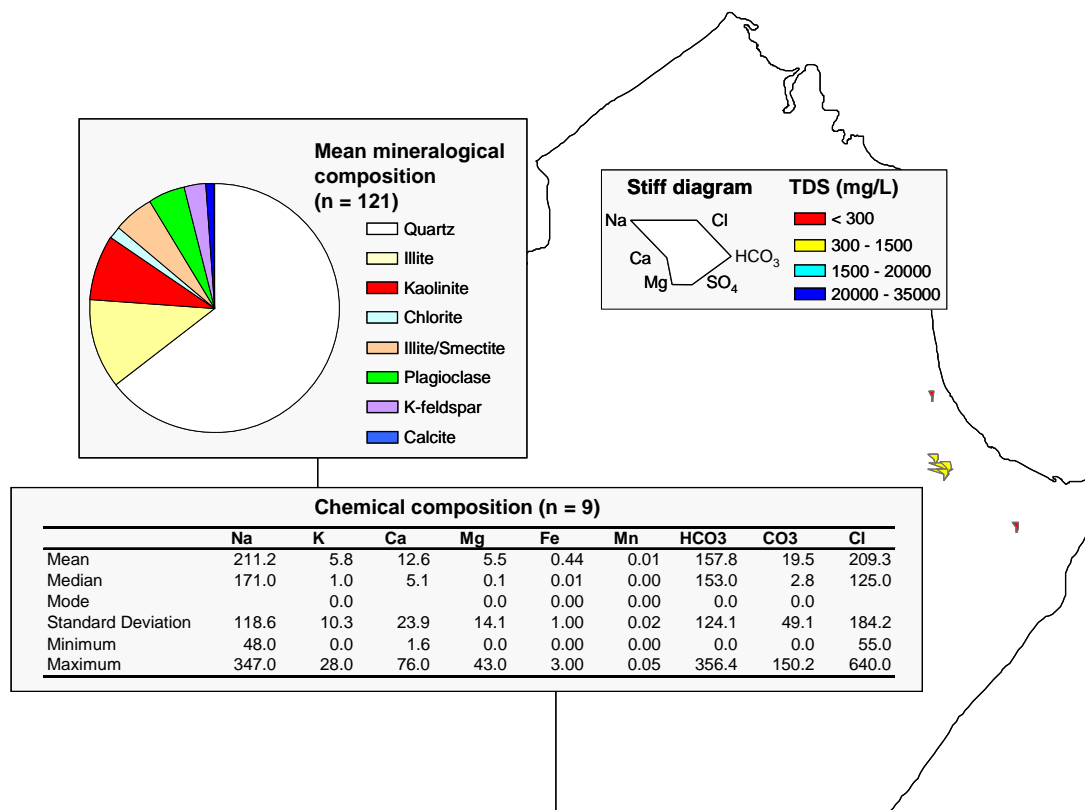 Mean mineralogical
composition
(n = 121)
Quartz
Illite
Kaolinite
Chlorite
Illite/Smectite
Plagioclase
K-feldspar
Calcite
Stiff diagram
Na
Cl
Ca
HCO3
Mg
SO4
TDS (mg/L)
< 300
300 - 1500
1500 - 20000
20000 - 35000
Chemical composition (n = 9)
Na K Ca Mg Fe Mn HCO3 CO3 Cl
Mean 211.2 5.8 12.6 5.5 0.44 0.01 157.8 19.5 209.3
Median 171.0 1.0 5.1 0.1 0.01 0.00 153.0 2.8 125.0
Mode 0.0 0.0 0.00 0.00 0.0 0.0
Standard Deviation 118.6 10.3 23.9 14.1 1.00 0.02 124.1 49.1 184.2
Minimum 48.0 0.0 1.6 0.0 0.00 0.00 0.0 0.0 55.0
Maximum 347.0 28.0 76.0 43.0 3.00 0.05 356.4 150.2 640.0